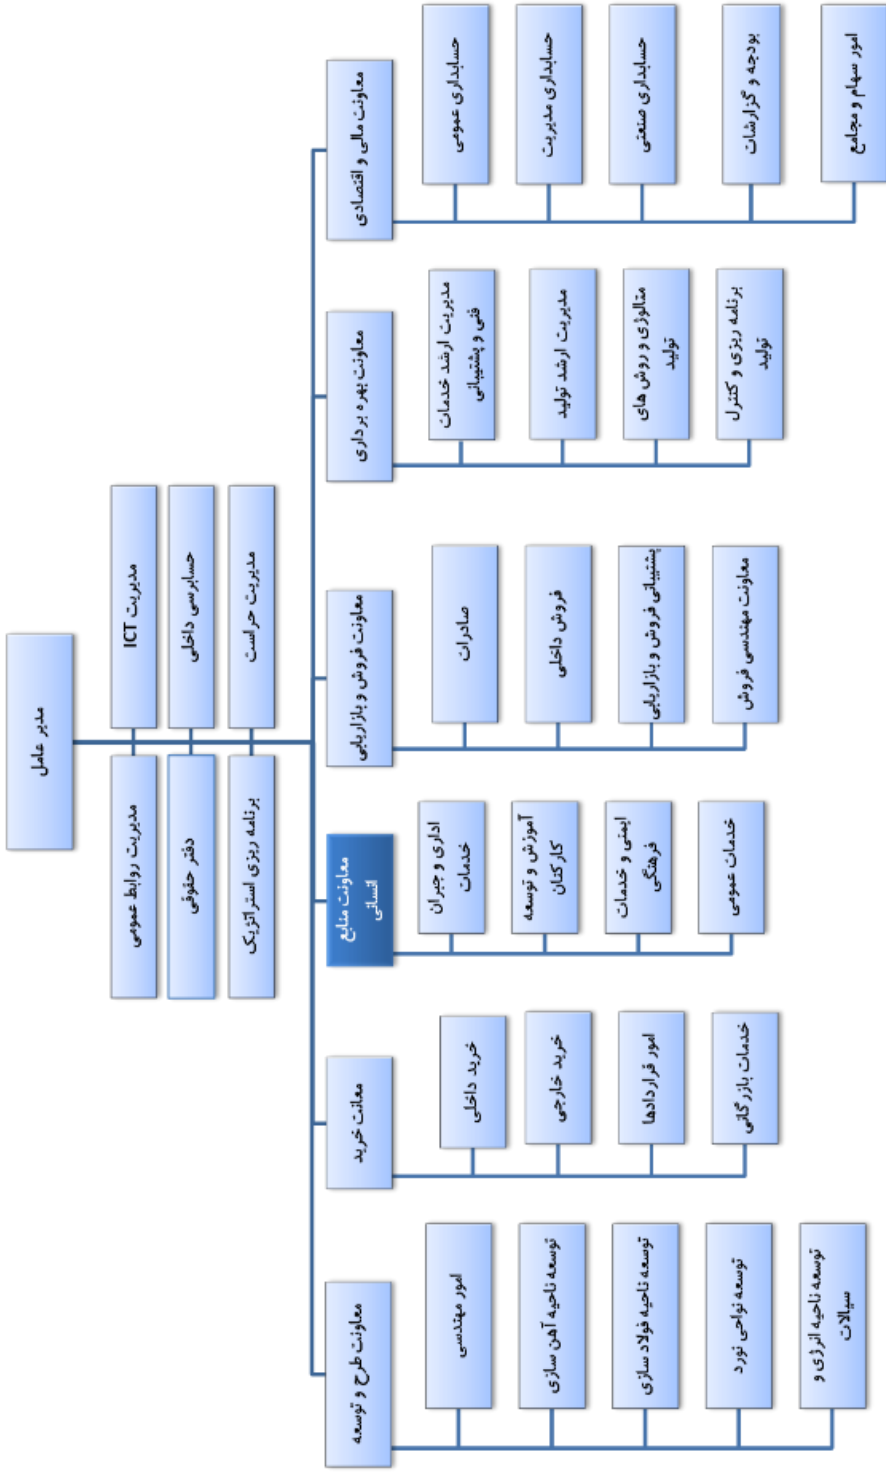 مدیر عامل
مدیریت ICT
مدیریت روابط عمومی
حسابرسی داخلی
دفتر حقوقی
مدیریت حراست
برنامه ریزی استراتژیک
معاونت مالی و اقتصادی
حسابداری عمومی
حسابداری مدیریت
حسابداری صنعتی
بودجه و گزارشات
امور سهام و مجامع
معاونت بهره برداری
مدیریت ارشد خدمات
فنی و پشتیبانی
مدیریت ارشد تولید
متالوژی و روش های
تولید
برنامه ریزی و کنترل
تولید
معاونت فروش و بازاریابی
صادرات
فروش داخلی
پشتیبانی فروش و بازاریابی
معاونت مهندسی فروش
معاونت منابع
انسانی
اداری و جبران
خدمات
آموزش و توسعه
کارکنان
ایمنی و خدمات
فرهنگی
خدمات عمومی
معانت خرید
خرید داخلی
خرید خارجی
امور قراردادها
خدمات بازرگانی
معاونت طرح و توسعه
امور مهندسی
توسعه ناحیه آهن سازی
توسعه ناحیه فولاد سازی
توسعه نواحی نورد
توسعه ناحیه انرژی و
سیالات